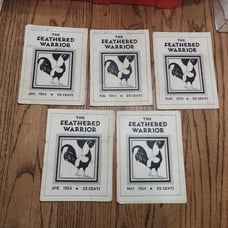 THE
FEATHERED
WARRIOR
JAN. 1954 ★ 25 CENTS
THE
FEATHERED
WARRIOR
FEB. 1954 ★ 25 CENTS
THE
FEATHERED
WARRIOR
MAR. 1954 ★ 25 CENTS
THE
FEATHERED
WARRIOR
APRIL 1954 ★ 25 CENTS
THE
FEATHERED
WARRIOR
MAY 1954 ★ 25 CENTS